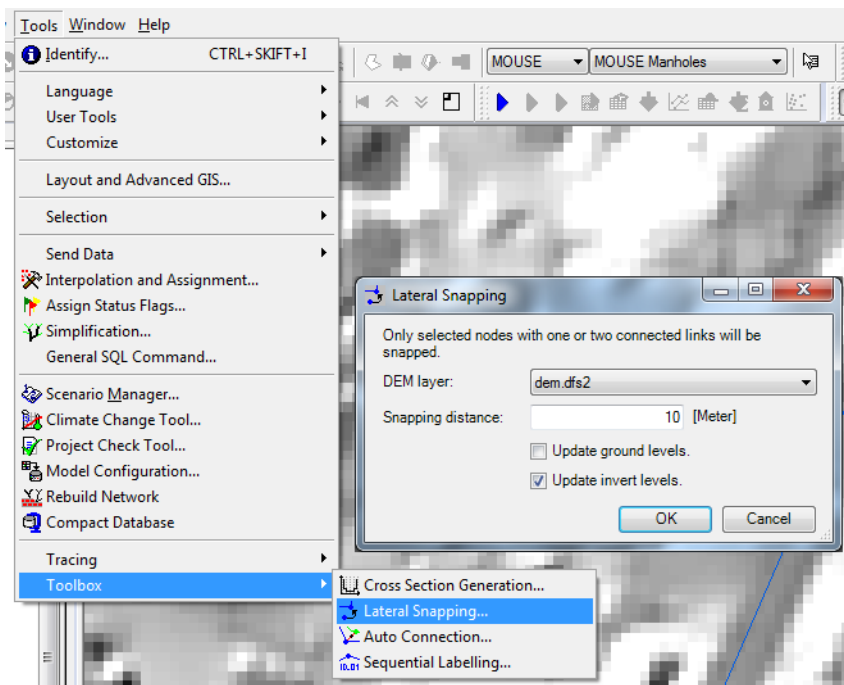 Tools Window Help
Identify... CTRL+SKIFT+I
MOUSE MOUSE Manholes
Language
User Tools
Customize
Layout and Advanced GIS...
Selection
Send Data
Interpolation and Assignment...
Assign Status Flags...
Simplification...
General SQL Command...
Scenario Manager...
Climate Change Tool...
Project Check Tool...
Model Configuration...
Rebuild Network
Compact Database
Tracing
Toolbox
Lateral Snapping
Only selected nodes with one or two connected links will be
snapped.
DEM layer: dem.dfs2
Snapping distance: 10 [Meter]
Update ground levels.
Update invert levels.
OK Cancel
Cross Section Generation...
Lateral Snapping...
Auto Connection...
10.01 Sequential Labelling...